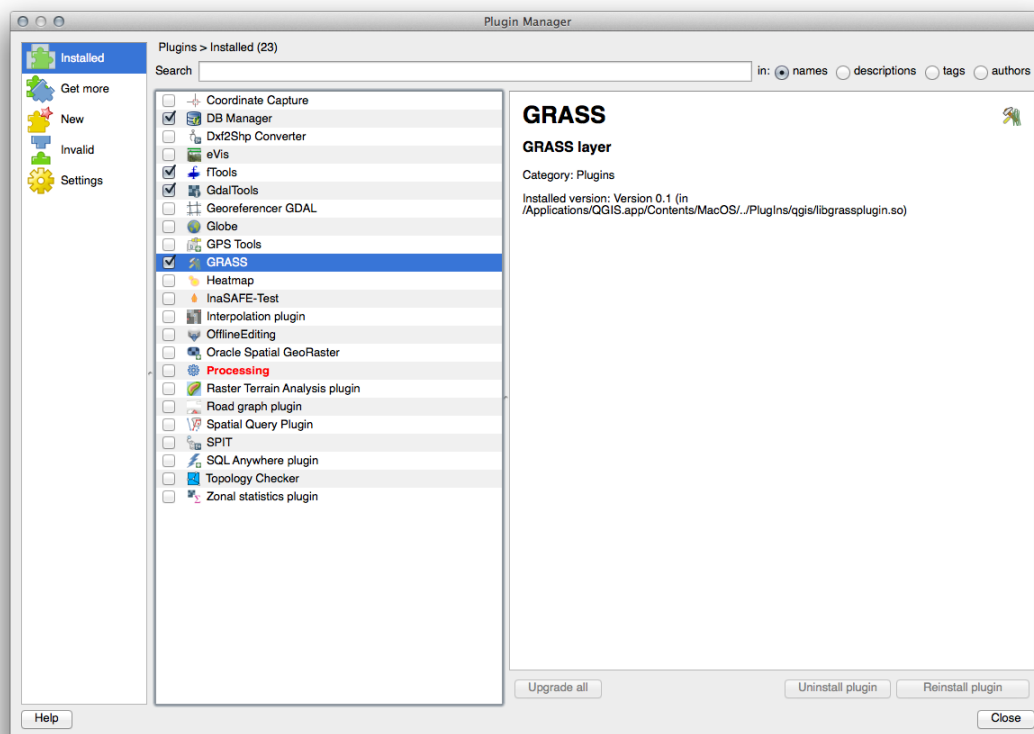 Plugin Manager
Installed
Get more
New
Invalid
Settings
Help
Plugins > Installed (23)
Search
in: names descriptions tags authors
Coordinate Capture
DB Manager
Dxf2Shp Converter
eVis
fTools
GdalTools
Georeferencer GDAL
Globe
GPS Tools
GRASS
Heatmap
InaSAFE-Test
Interpolation plugin
OfflineEditing
Oracle Spatial GeoRaster
Processing
Raster Terrain Analysis plugin
Road graph plugin
Spatial Query Plugin
SPIT
SQL Anywhere plugin
Topology Checker
Zonal statistics plugin
GRASS
GRASS layer
Category: Plugins
Installed version: Version 0.1 (in
/Applications/QGIS.app/Contents/MacOS/../PlugIns/qgis/libgrassplugin.so)
Upgrade all
Uninstall plugin
Reinstall plugin
Close